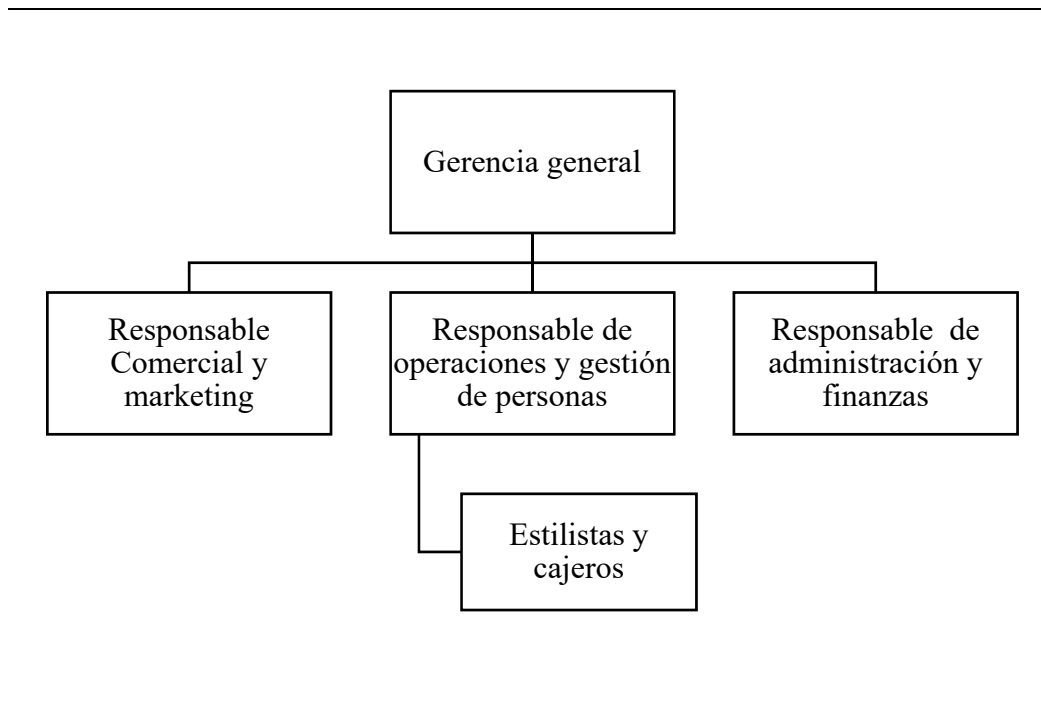 Gerencia general
Responsable
Comercial y
marketing
Responsable de
operaciones y gestión
de personas
Responsable  de
administración y
finanzas
Estilistas y
cajeros